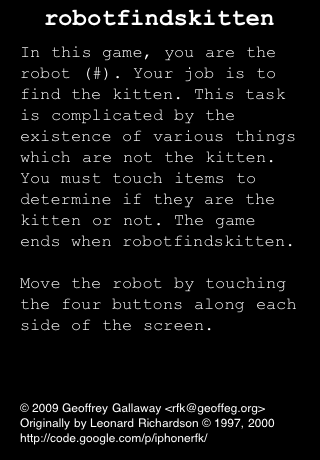 robotfindskitten
In this game, you are the
robot (#). Your job is to
find the kitten. This task
is complicated by the
existence of various things
which are not the kitten.
You must touch items to
determine if they are the
kitten or not. The game
ends when robotfindskitten.
Move the robot by touching
the four buttons along each
side of the screen.
© 2009 Geoffrey Gallaway <rfk@geoffeg.org>
Originally by Leonard Richardson © 1997, 2000
http://code.google.com/p/iphonerfk/